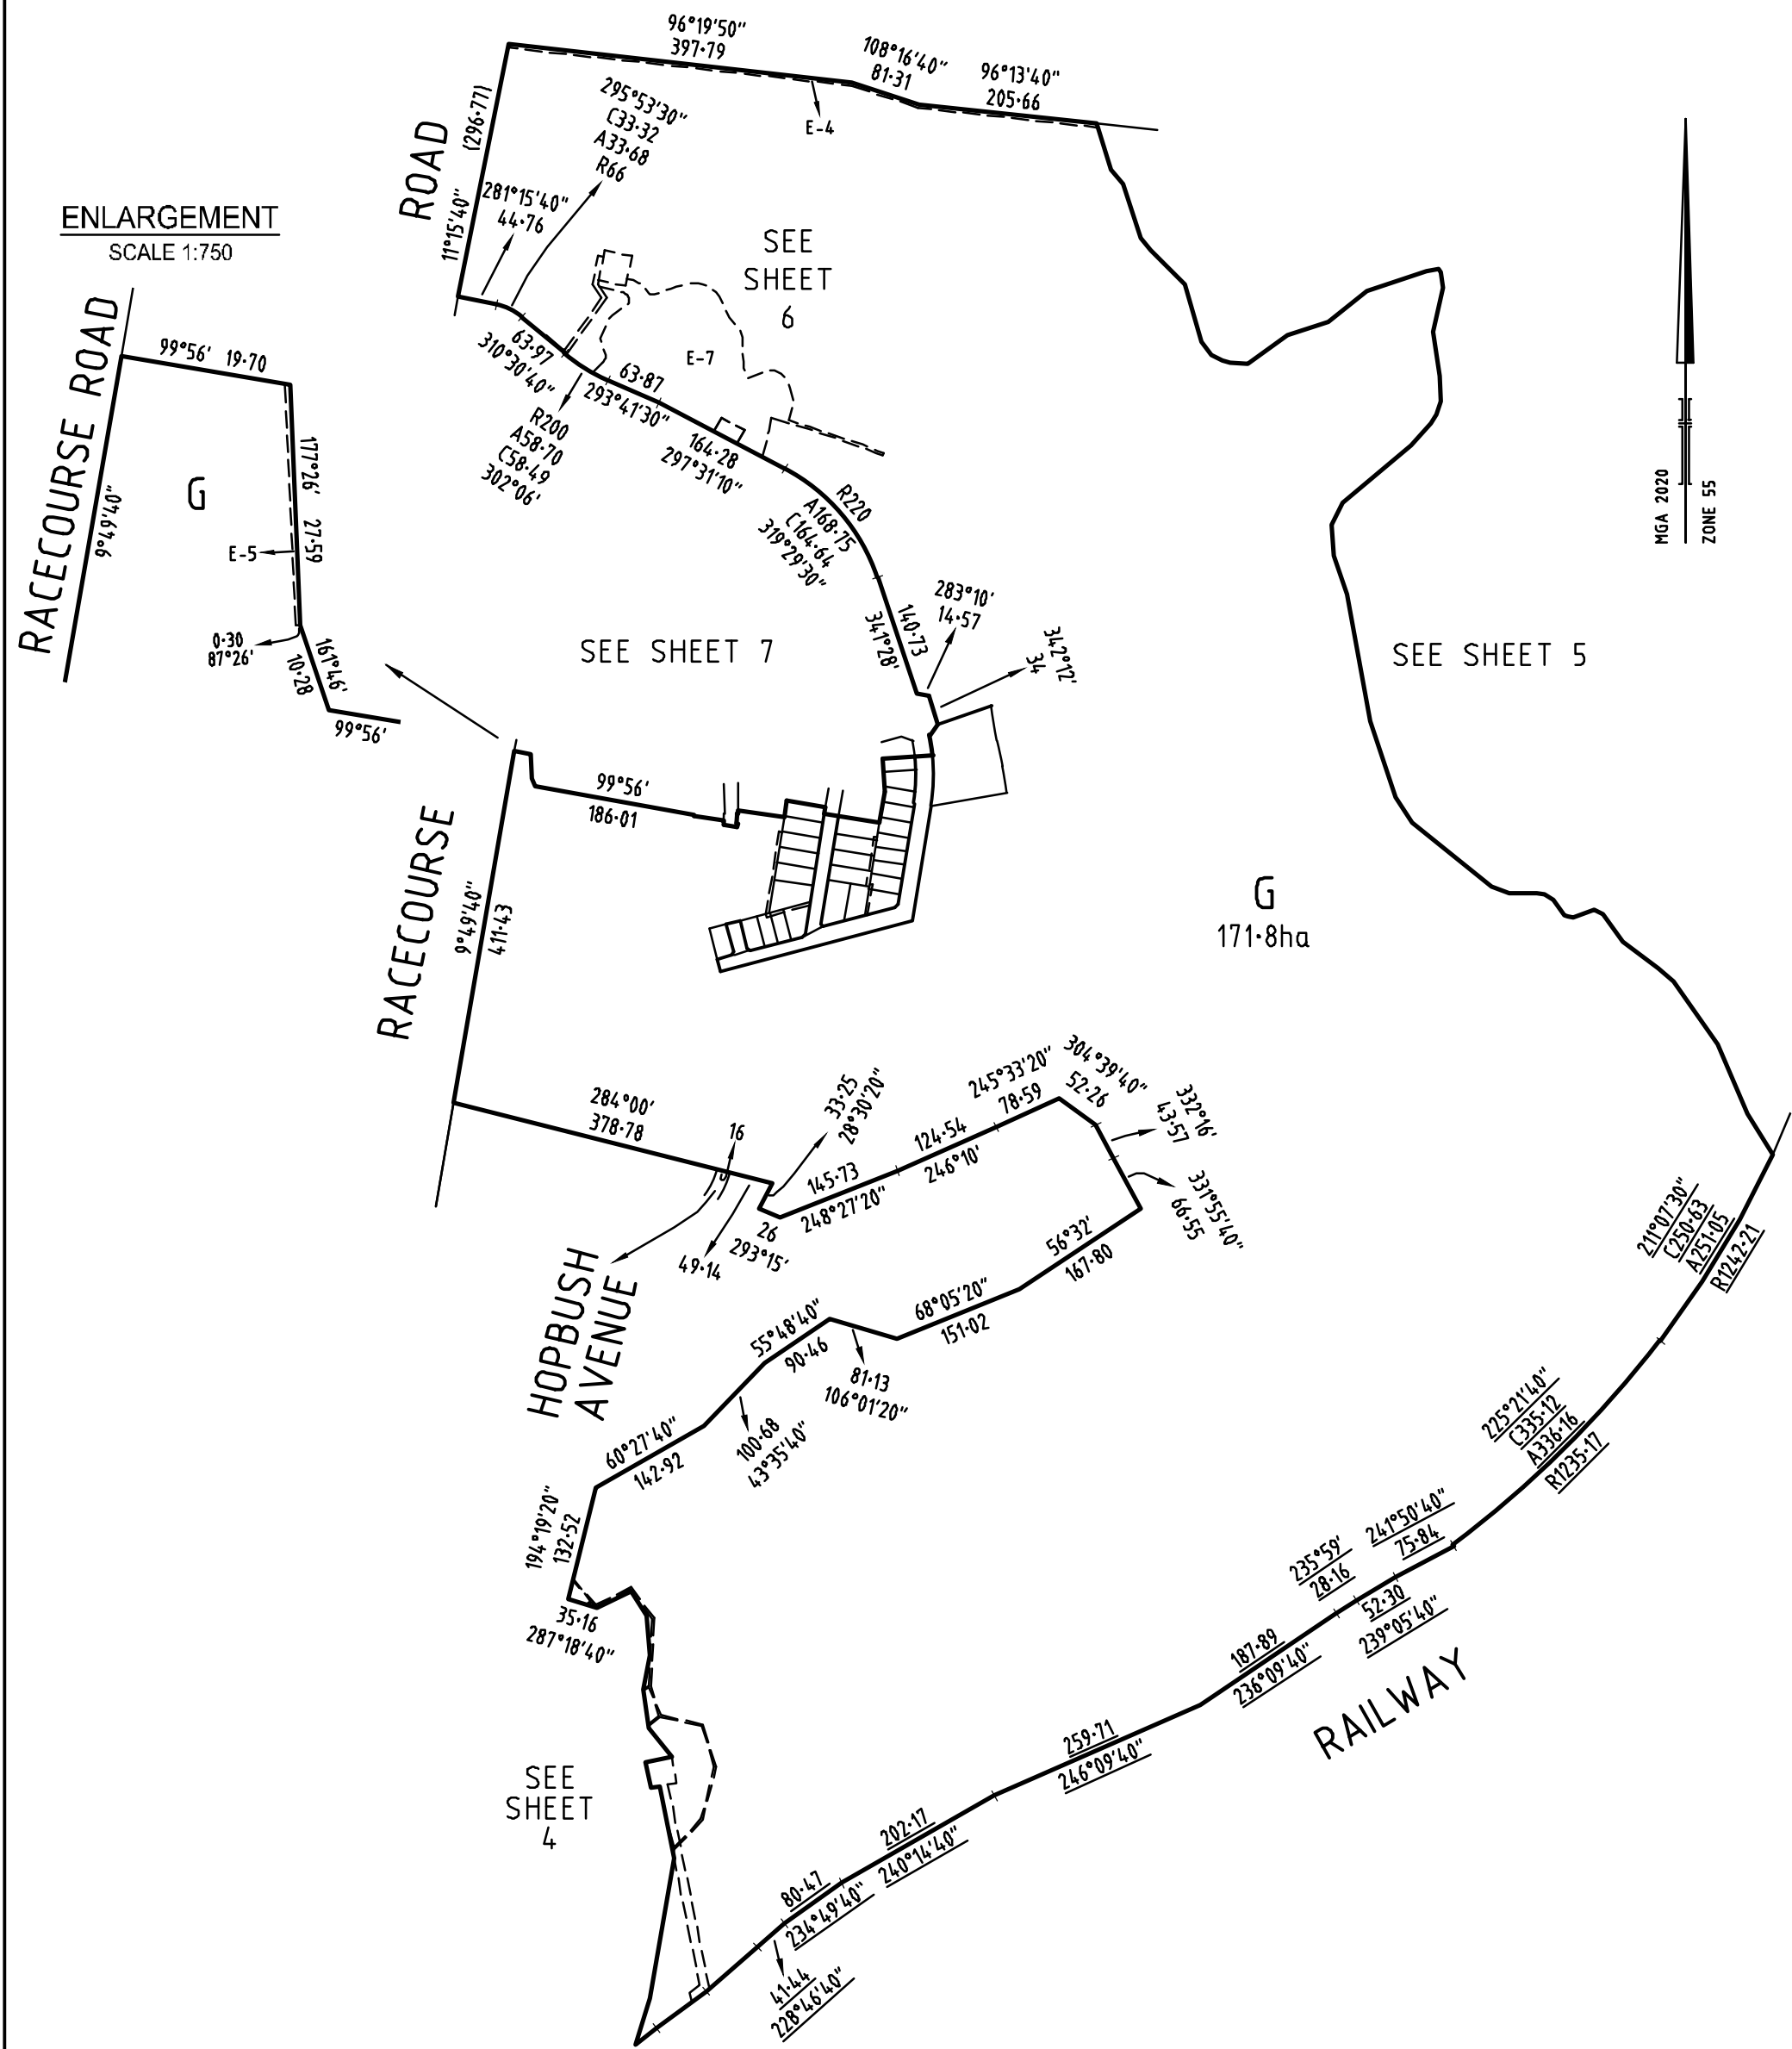 96°19'50"
397·79
108°16'40"
81·31
96°13'40"
205·66
E-4
(296·77)
11°15'40"
ROAD
295°53'30"
C33·32
A33·68
R66
281°15'40"
44·76
ENLARGEMENT
SCALE 1:750
SEE
SHEET
6
E-7
63·97
310°30'40"
63·87
293°41'30"
R200
A58·70
C58·49
302°06'
164·28
297°31'10"
R220
A168·75
C164·64
319°29'30"
MGA 2020
ZONE 55
RACECOURSE ROAD
9°49'40"
99°56' 19·70
G
177°26' 27·59
E-5
0·30
87°26'
161°46'
10·28
99°56'
SEE SHEET 7
140·73
341°28'
283°10'
14·57
342°12'
34
SEE SHEET 5
99°56'
186·01
RACECOURSE
9°49'40"
411·43
G
171·8ha
284°00'
378·78
16
33·25
28°30'20"
49·14
26
293°15'
145·73
248°27'20"
124·54
246°10'
245°33'20"
78·59
304°39'40"
52·26
332°16'
43·57
331°55'40"
66·55
56°32'
167·80
68°05'20"
151·02
81·13
106°01'20"
55°48'40"
90·46
100·68
43°35'40"
60°27'40"
142·92
HOPBUSH
AVENUE
194°19'20"
132·52
35·16
287°18'40"
211°07'30"
C250·63
A251·05
R1242·21
225°21'40"
C335·12
A336·16
R1235·17
241°50'40"
75·84
235°59'
28·16
52·30
239°05'40"
187·89
236°09'40"
RAILWAY
259·71
246°09'40"
202·17
240°14'40"
80·47
234°49'40"
41·44
228°46'40"
SEE
SHEET
4